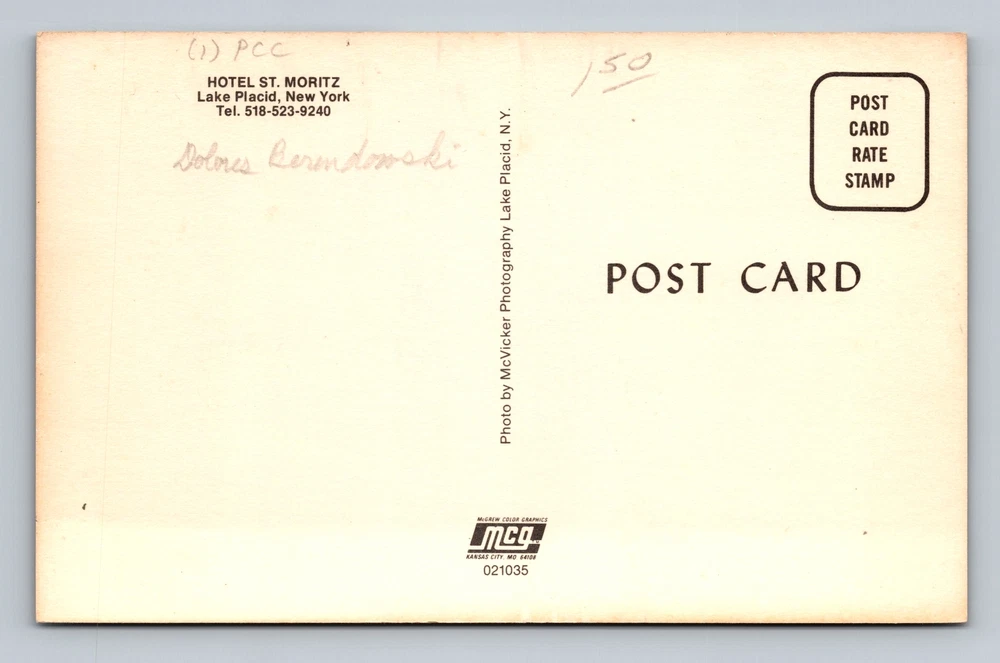 (1) PCC
HOTEL ST. MORITZ
Lake Placid, New York
Tel. 518-523-9240
Dolores Berendowski
Photo by McVicker Photography Lake Placid, N.Y.
McGREW COLOR GRAPHICS
mcg
KANSAS CITY, MO 64108
021035
150
POST
CARD
RATE
STAMP
POST CARD